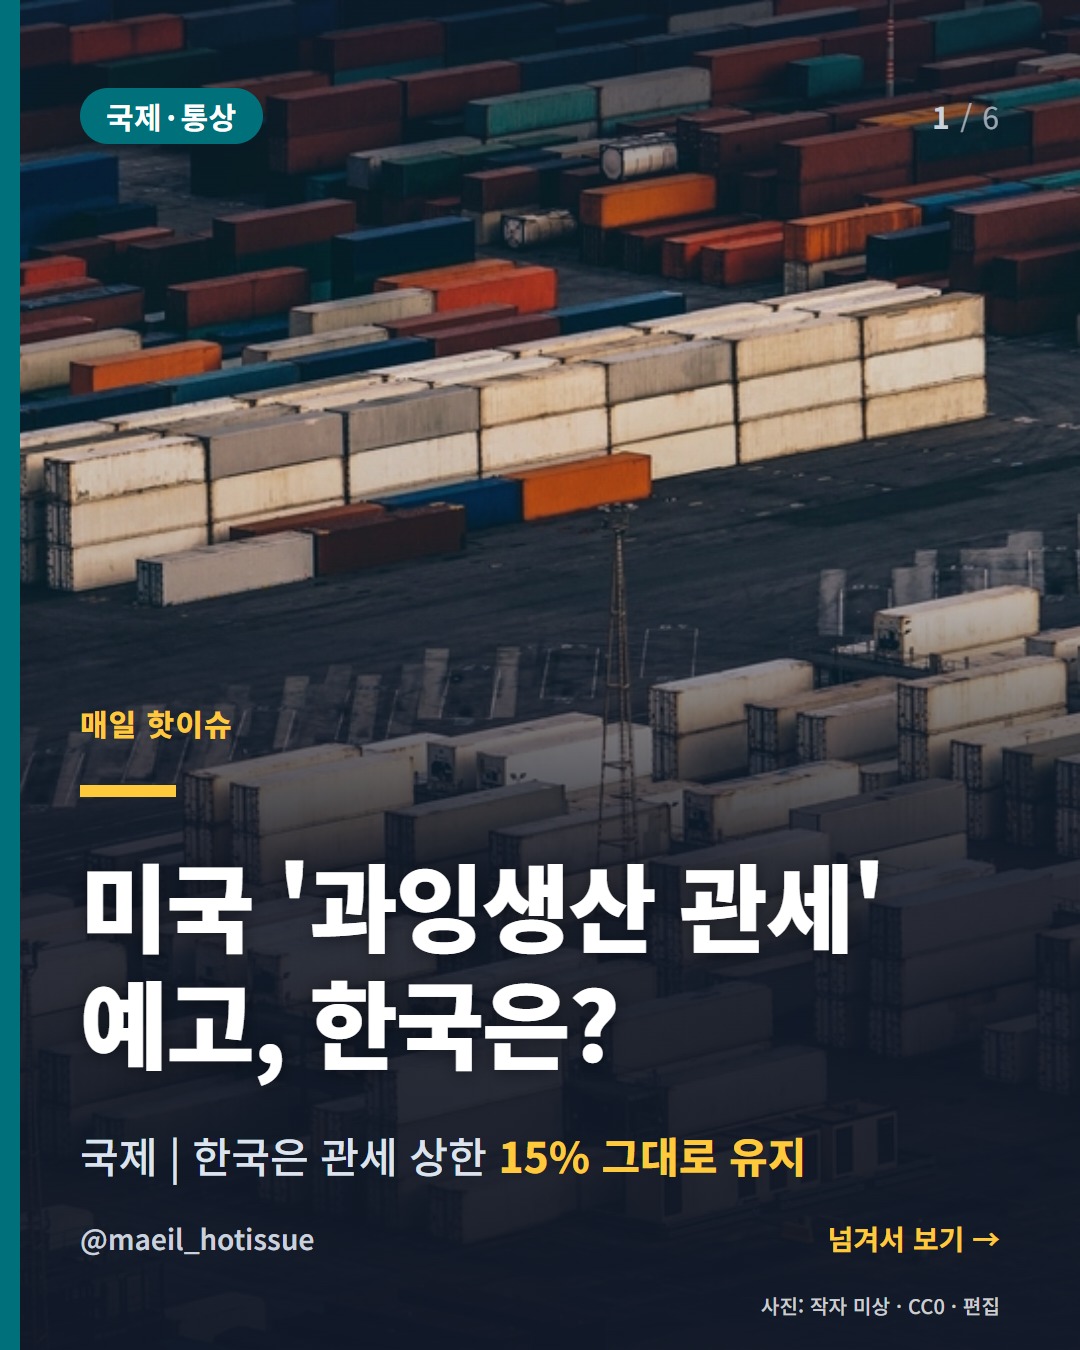 국제·통상
1 / 6
매일 핫이슈
미국 '과잉생산 관세'
예고, 한국은?
국제 | 한국은 관세 상한 15% 그대로 유지
@maeil_hotissue
넘겨서 보기 →
사진: 작자 미상 · CC0 · 편집